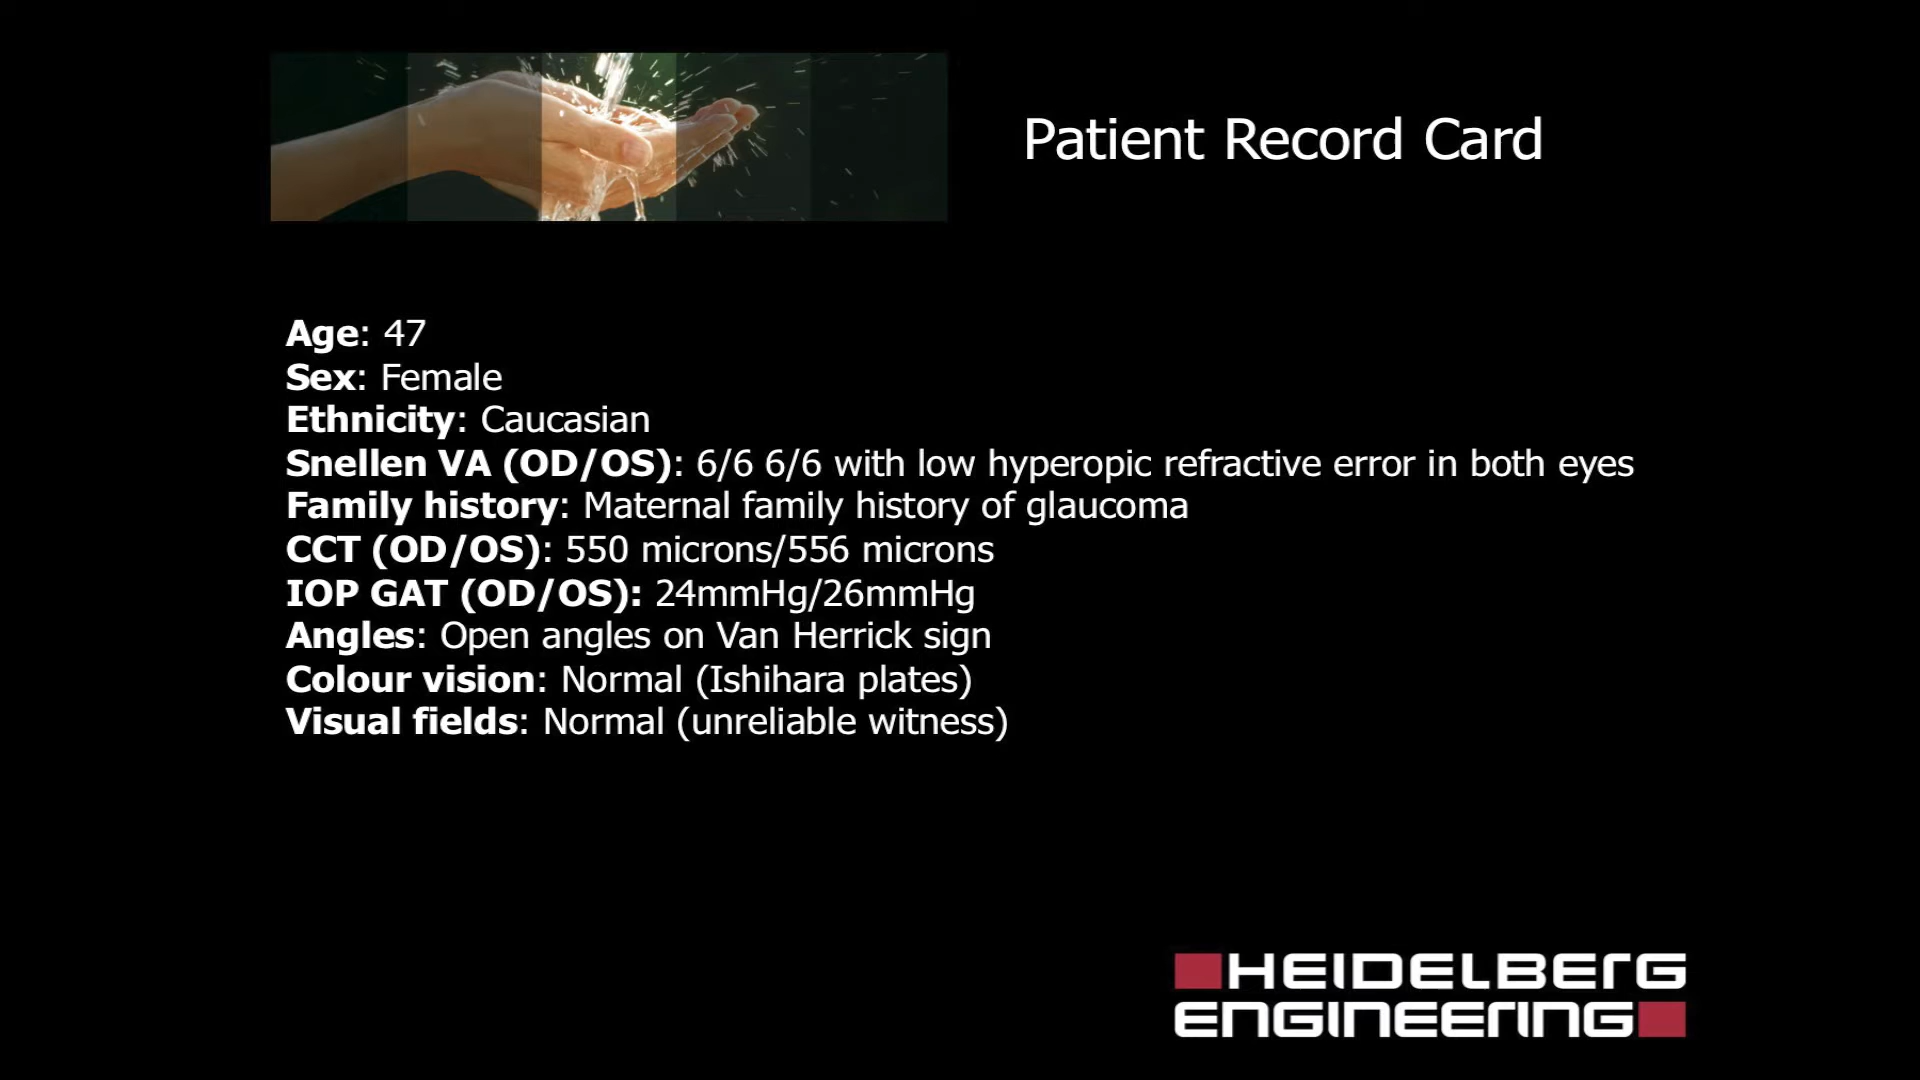 Patient Record Card
Age: 47
Sex: Female
Ethnicity: Caucasian
Snellen VA (OD/OS): 6/6 6/6 with low hyperopic refractive error in both eyes
Family history: Maternal family history of glaucoma
CCT (OD/OS): 550 microns/556 microns
IOP GAT (OD/OS): 24mmHg/26mmHg
Angles: Open angles on Van Herrick sign
Colour vision: Normal (Ishihara plates)
Visual fields: Normal (unreliable witness)
HEIDELBERG
ENGINEERING